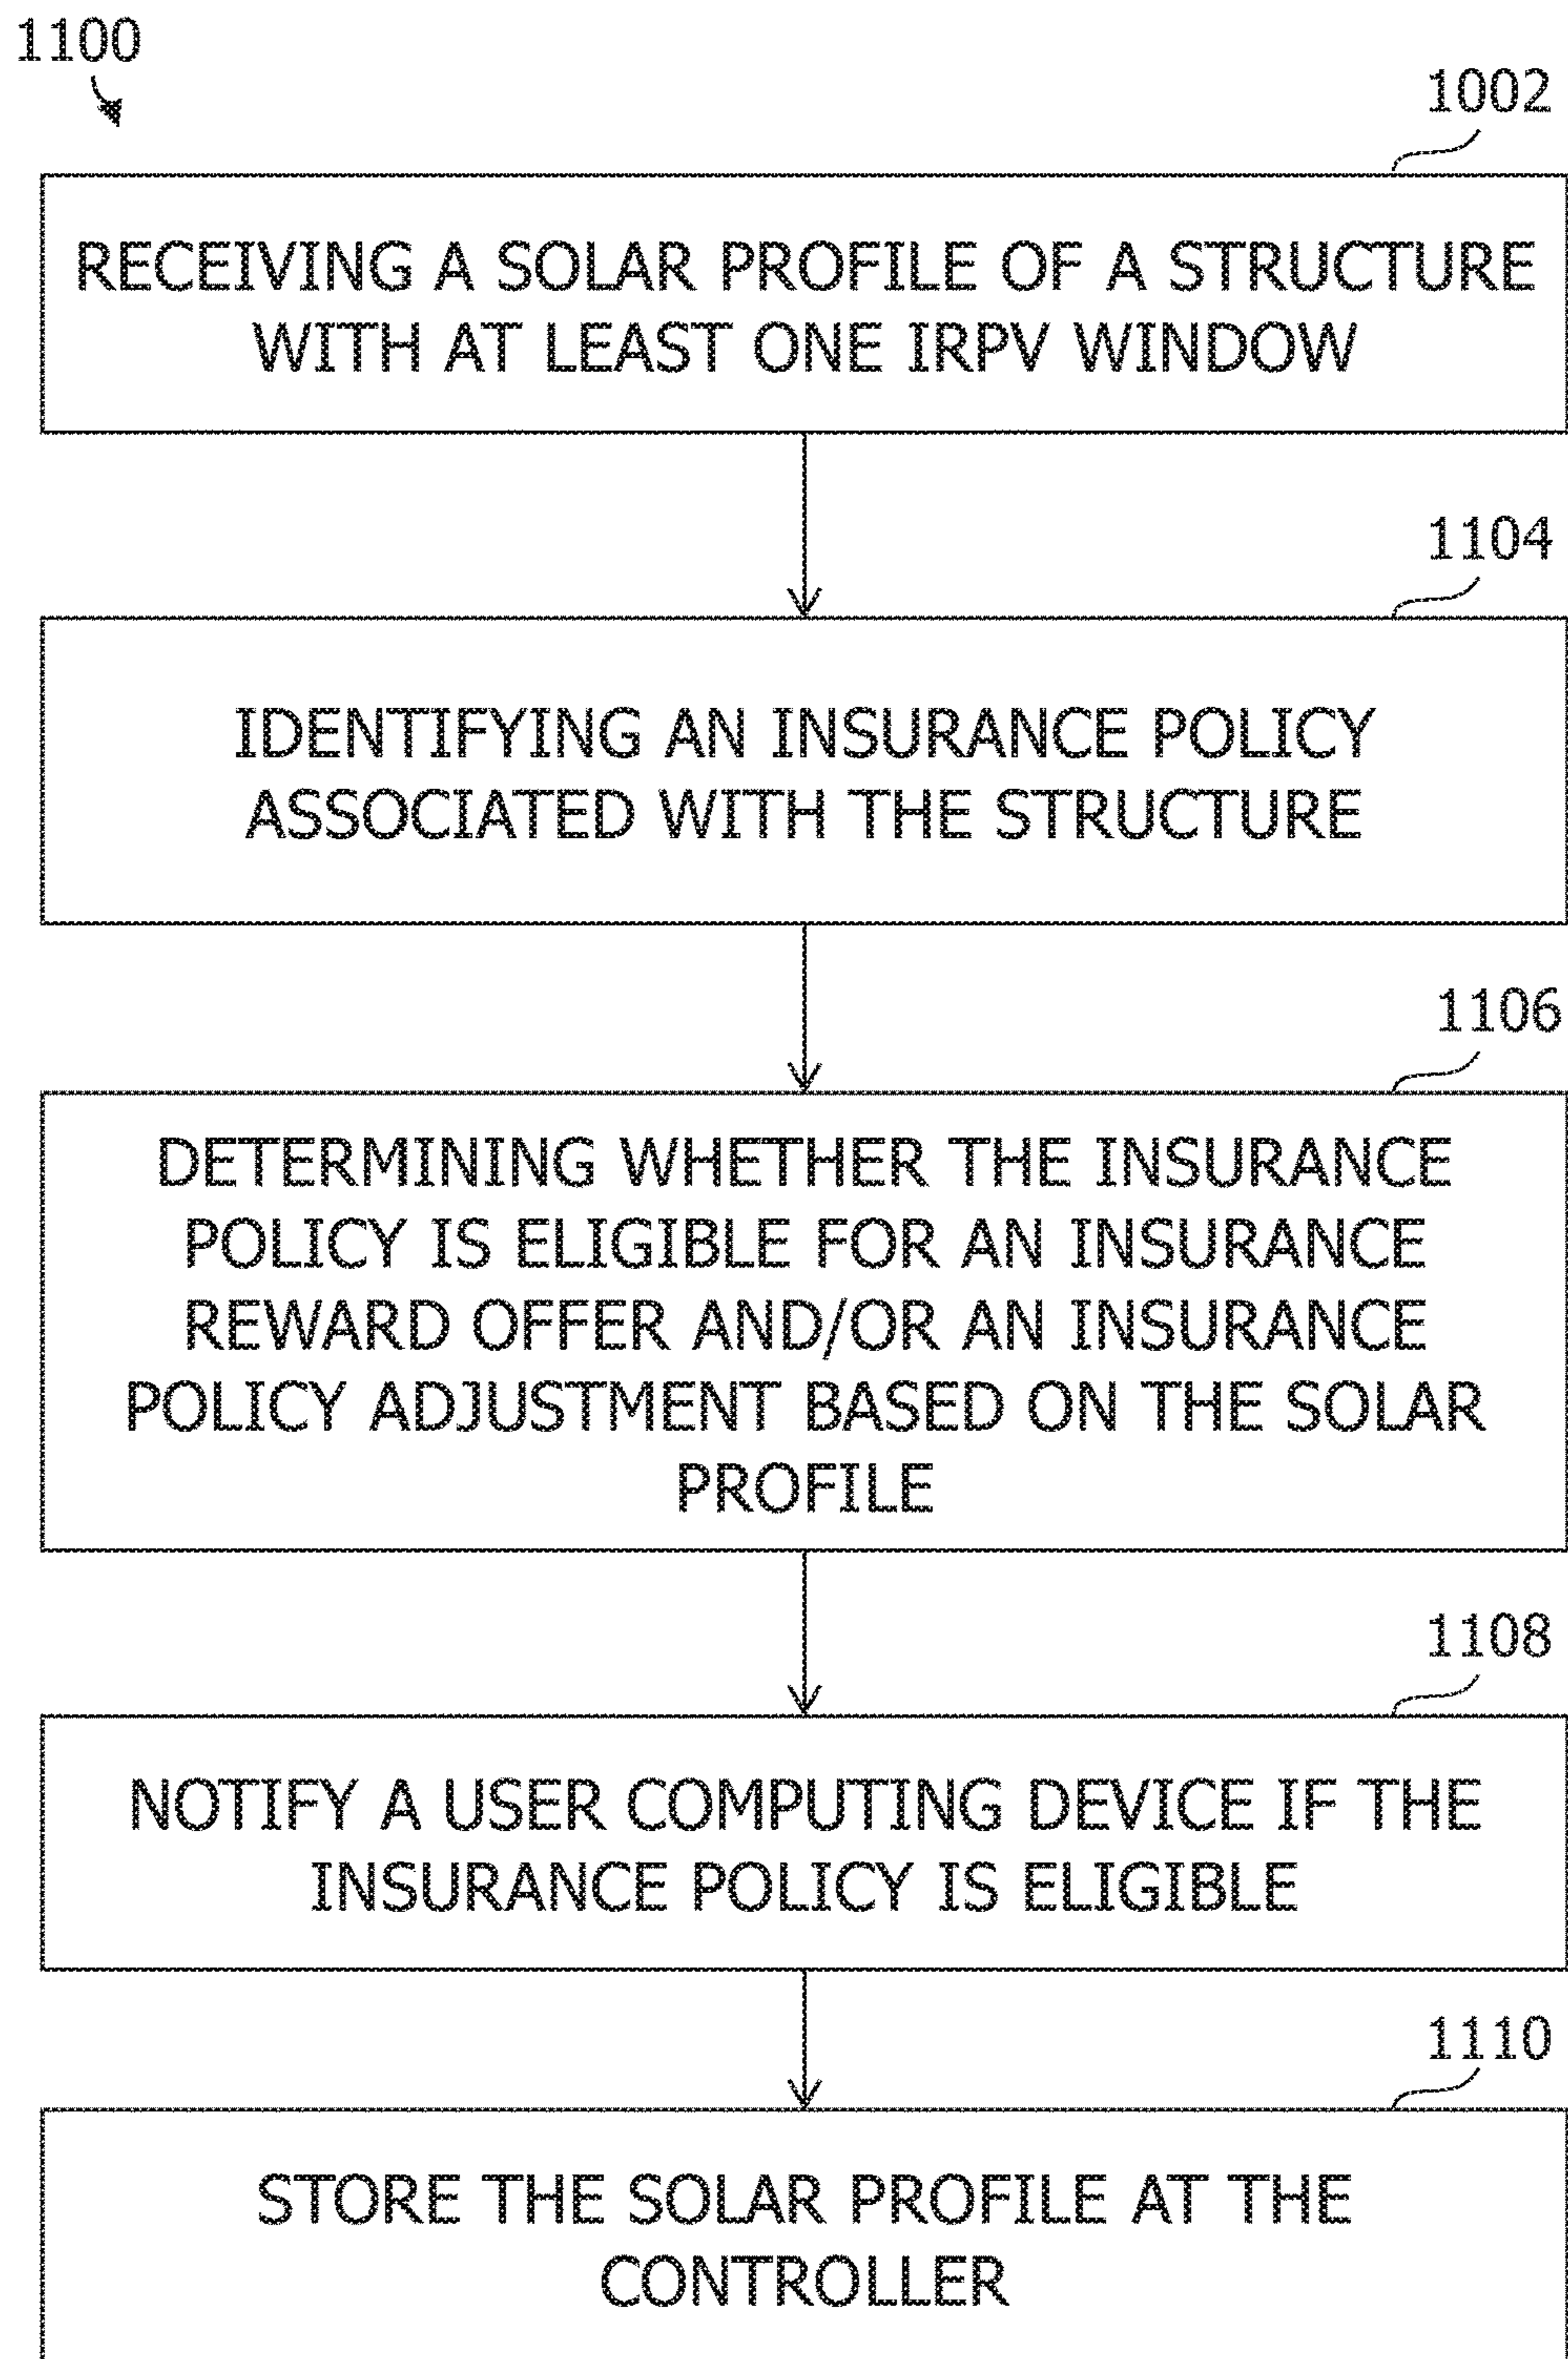 1100
1002
RECEIVING A SOLAR PROFILE OF A STRUCTURE
WITH AT LEAST ONE IRPV WINDOW
1104
IDENTIFYING AN INSURANCE POLICY
ASSOCIATED WITH THE STRUCTURE
1106
DETERMINING WHETHER THE INSURANCE
POLICY IS ELIGIBLE FOR AN INSURANCE
REWARD OFFER AND/OR AN INSURANCE
POLICY ADJUSTMENT BASED ON THE SOLAR
PROFILE
1108
NOTIFY A USER COMPUTING DEVICE IF THE
INSURANCE POLICY IS ELIGIBLE
1110
STORE THE SOLAR PROFILE AT THE
CONTROLLER